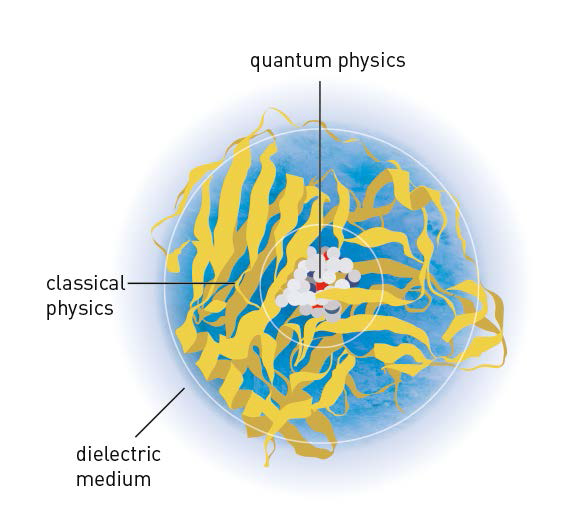 quantum physics
classical
physics
dielectric
medium